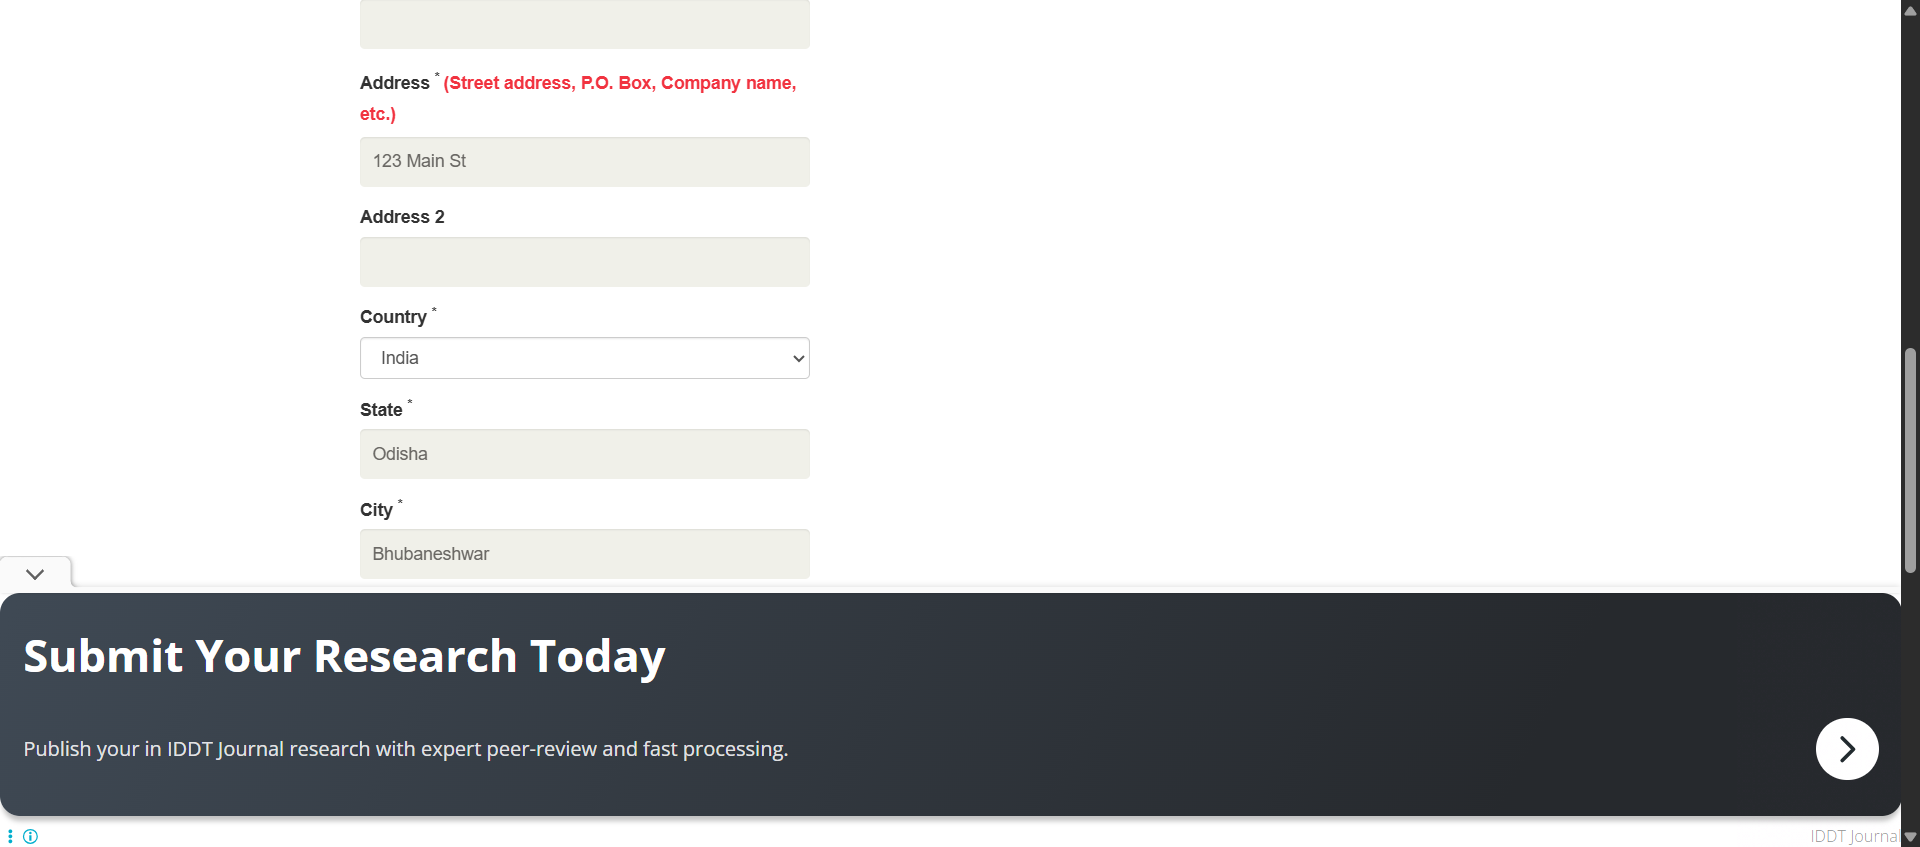 Address * (Street address, P.O. Box, Company name,
etc.)
123 Main St
Address 2
Country *
India
State *
Odisha
City *
Bhubaneshwar
Submit Your Research Today
Publish your in IDDT Journal research with expert peer-review and fast processing.
IDDT Journal